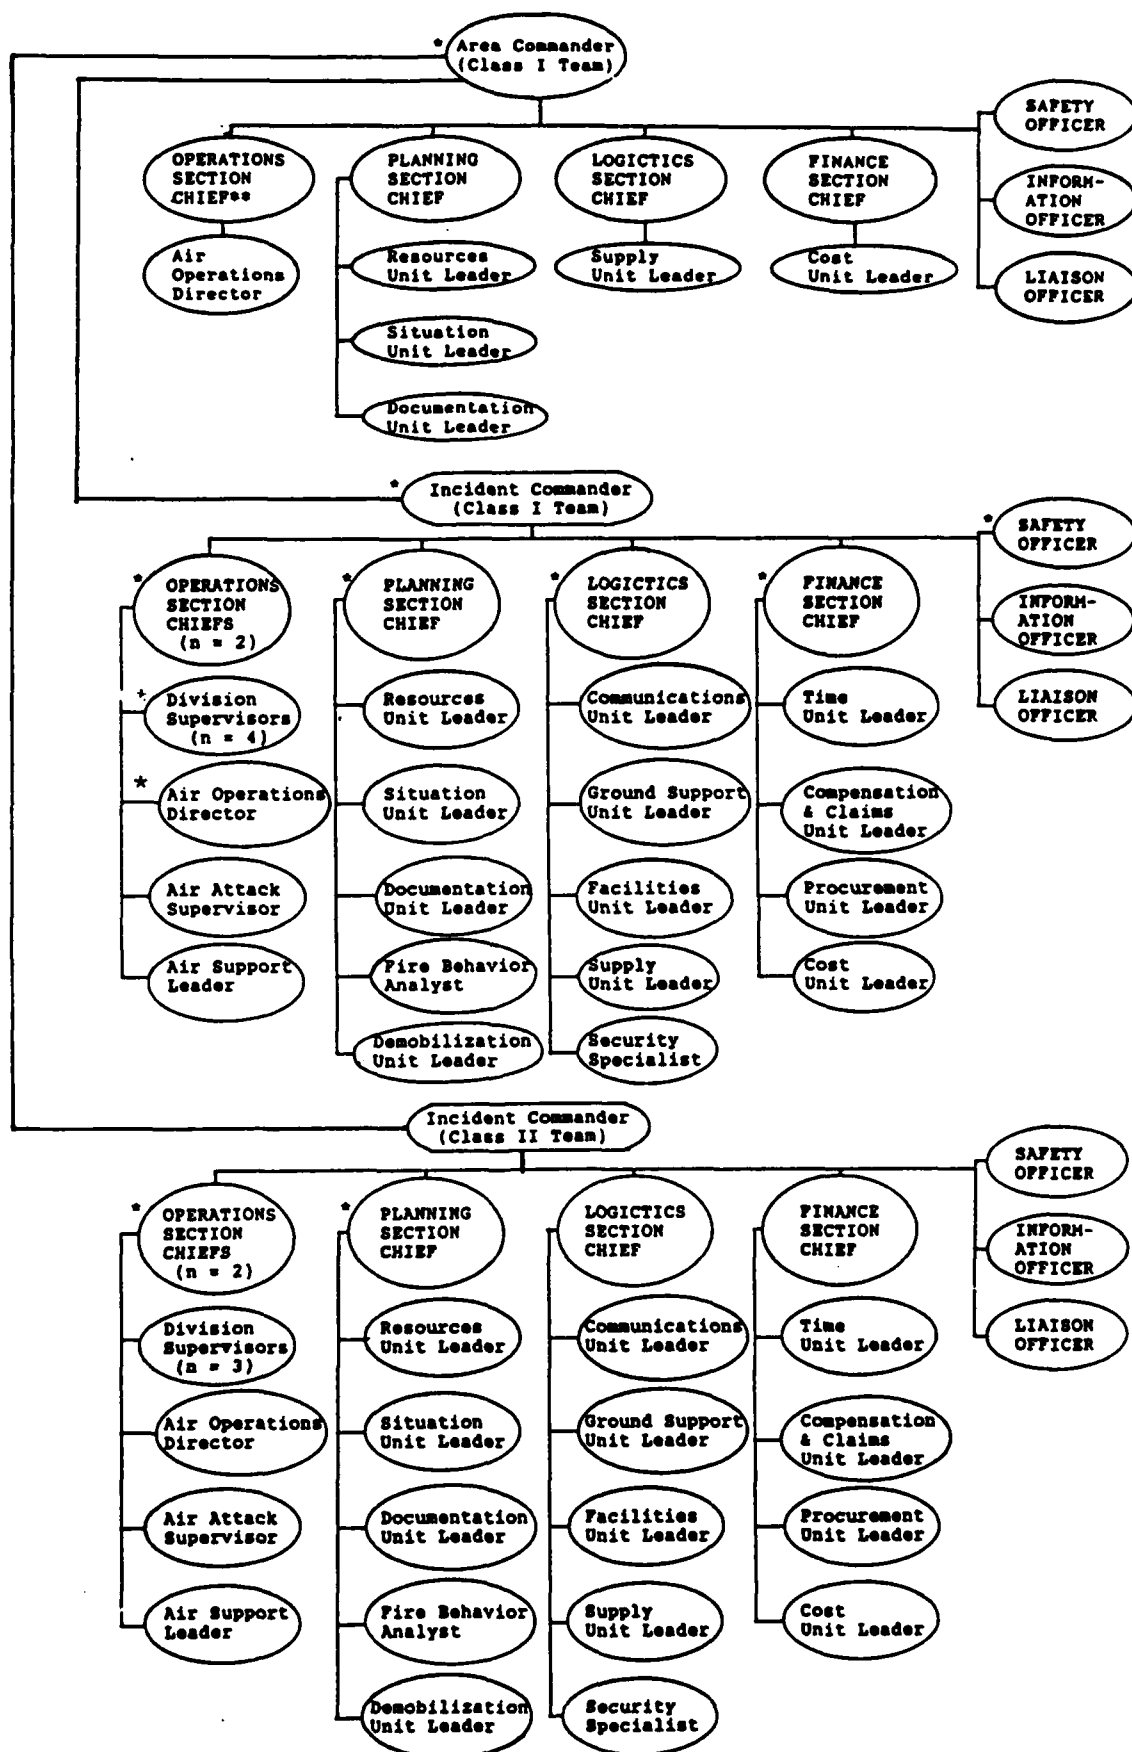 * Area Commander
(Class I Team)
OPERATIONS
SECTION
CHIEF**
PLANNING
SECTION
CHIEF
LOGICTICS
SECTION
CHIEF
FINANCE
SECTION
CHIEF
SAFETY
OFFICER
INFORM-
ATION
OFFICER
LIAISON
OFFICER
Air
Operations
Director
Resources
Unit Leader
Supply
Unit Leader
Cost
Unit Leader
Situation
Unit Leader
Documentation
Unit Leader
* Incident Commander
(Class I Team)
* OPERATIONS
SECTION
CHIEFS
(n = 2)
* PLANNING
SECTION
CHIEF
* LOGICTICS
SECTION
CHIEF
* FINANCE
SECTION
CHIEF
* SAFETY
OFFICER
INFORM-
ATION
OFFICER
LIAISON
OFFICER
* Division
Supervisors
(n = 4)
Resources
Unit Leader
Communications
Unit Leader
Time
Unit Leader
* Air Operations
Director
Situation
Unit Leader
Ground Support
Unit Leader
Compensation
& Claims
Unit Leader
Air Attack
Supervisor
Documentation
Unit Leader
Facilities
Unit Leader
Procurement
Unit Leader
Air Support
Leader
Fire Behavior
Analyst
Supply
Unit Leader
Cost
Unit Leader
Demobilization
Unit Leader
Security
Specialist
Incident Commander
(Class II Team)
* OPERATIONS
SECTION
CHIEFS
(n = 2)
* PLANNING
SECTION
CHIEF
LOGICTICS
SECTION
CHIEF
FINANCE
SECTION
CHIEF
SAFETY
OFFICER
INFORM-
ATION
OFFICER
LIAISON
OFFICER
Division
Supervisors
(n = 3)
Resources
Unit Leader
Communications
Unit Leader
Time
Unit Leader
Air Operations
Director
Situation
Unit Leader
Ground Support
Unit Leader
Compensation
& Claims
Unit Leader
Air Attack
Supervisor
Documentation
Unit Leader
Facilities
Unit Leader
Procurement
Unit Leader
Air Support
Leader
Fire Behavior
Analyst
Supply
Unit Leader
Cost
Unit Leader
Demobilization
Unit Leader
Security
Specialist